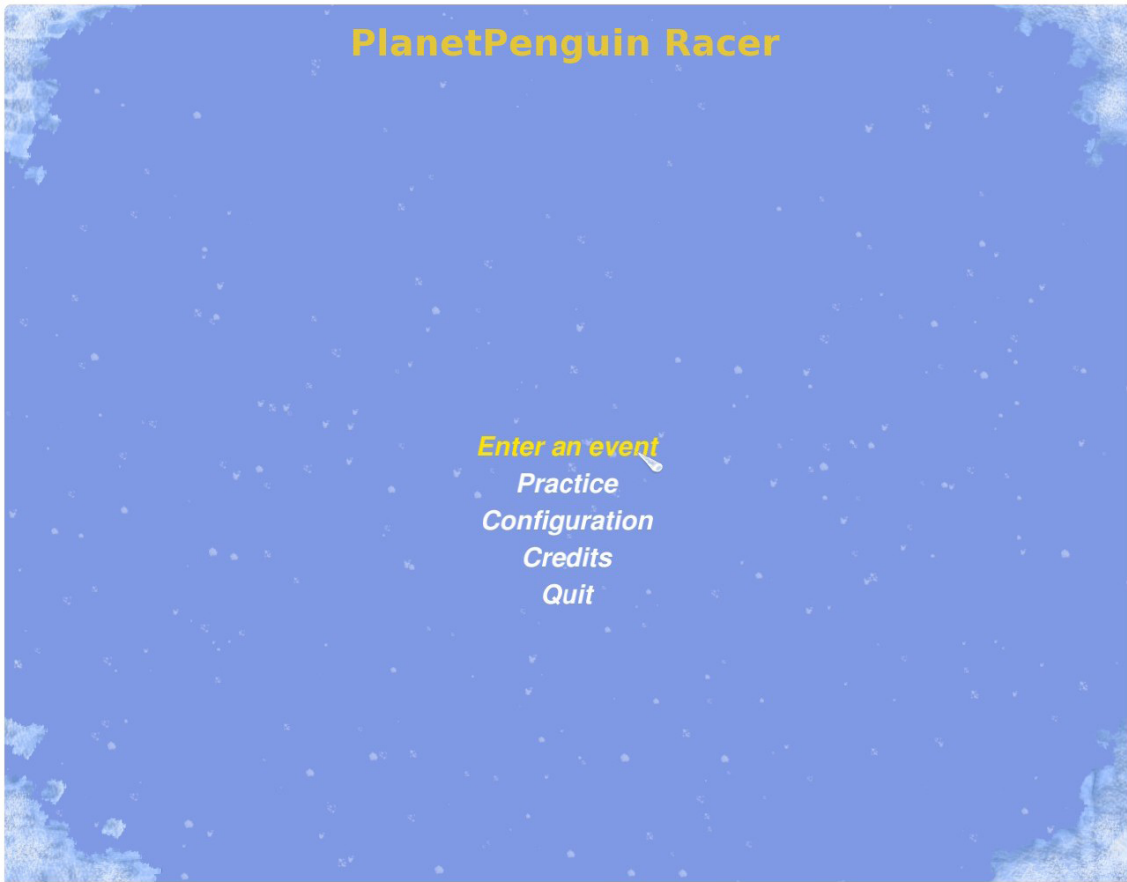 PlanetPenguin Racer
Enter an event
Practice
Configuration
Credits
Quit